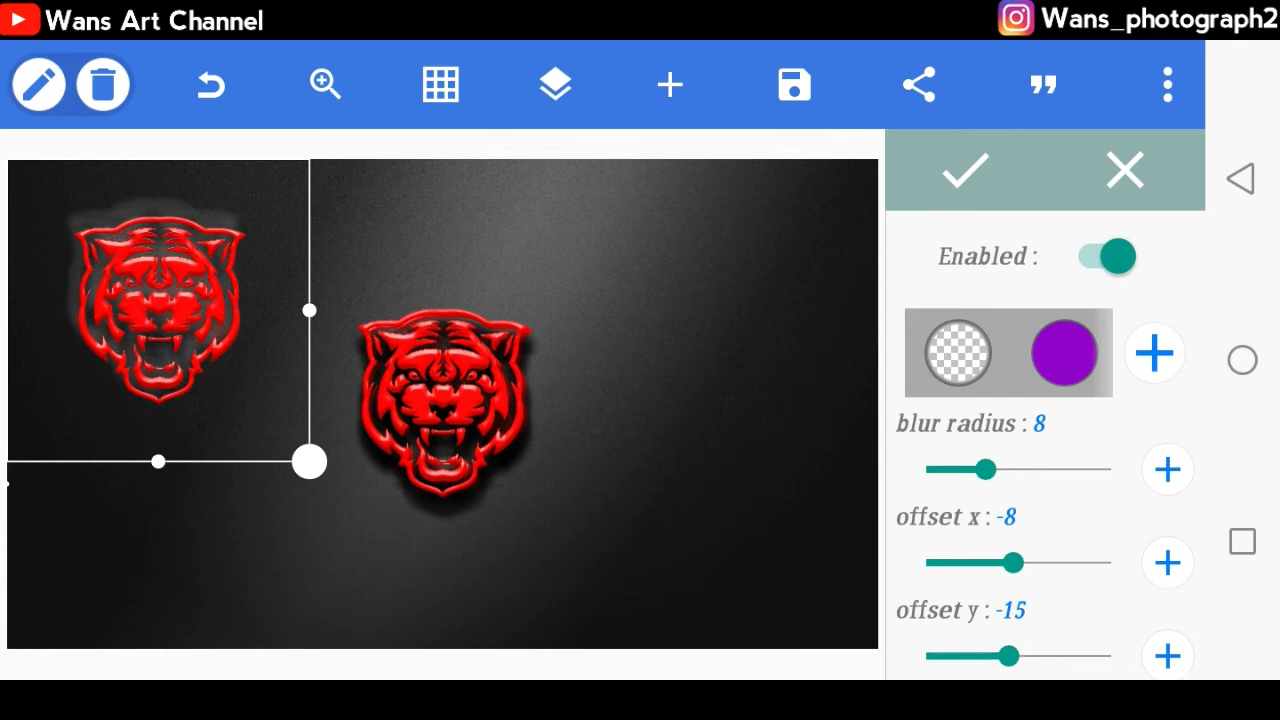 Wans Art Channel
Wans_photograph2
Enabled :
blur radius : 8
offset x : -8
offset y : -15